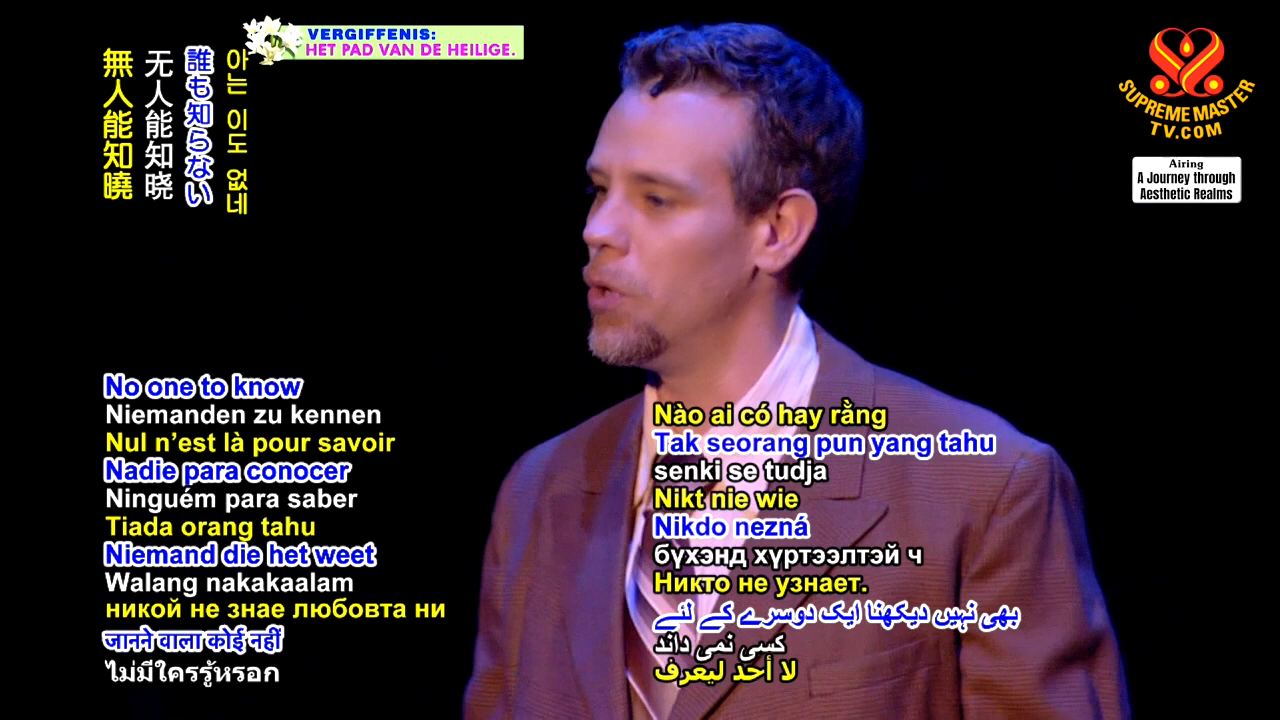 VERGIFFENIS:
HET PAD VAN DE HEILIGE.
SUPREME MASTER
TV.COM
Airing
A Journey through
Aesthetic Realms
아는 이도 없네
誰も知らない
无人能知晓
無人能知曉
No one to know
Niemanden zu kennen
Nul n’est là pour savoir
Nadie para conocer
Ninguém para saber
Tiada orang tahu
Niemand die het weet
Walang nakakaalam
никой не знае любовта ни
जानने वाला कोई नहीं
ไม่มีใครรู้หรอก
Nào ai có hay rằng
Tak seorang pun yang tahu
senki se tudja
Nikt nie wie
Nikdo nezná
бүхэнд хүртээлтэй ч
Никто не узнает.
بھی نہیں دیکھنا ایک دوسرے کے لئے
کسی نمی داند
لا أحد ليعرف